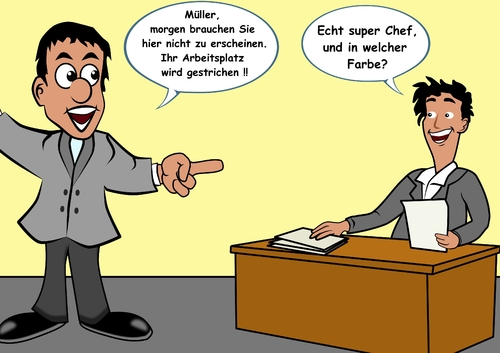 Müller,
morgen brauchen Sie
hier nicht zu erscheinen.
Ihr Arbeitsplatz
wird gestrichen !!
Echt super Chef,
und in welcher
Farbe?